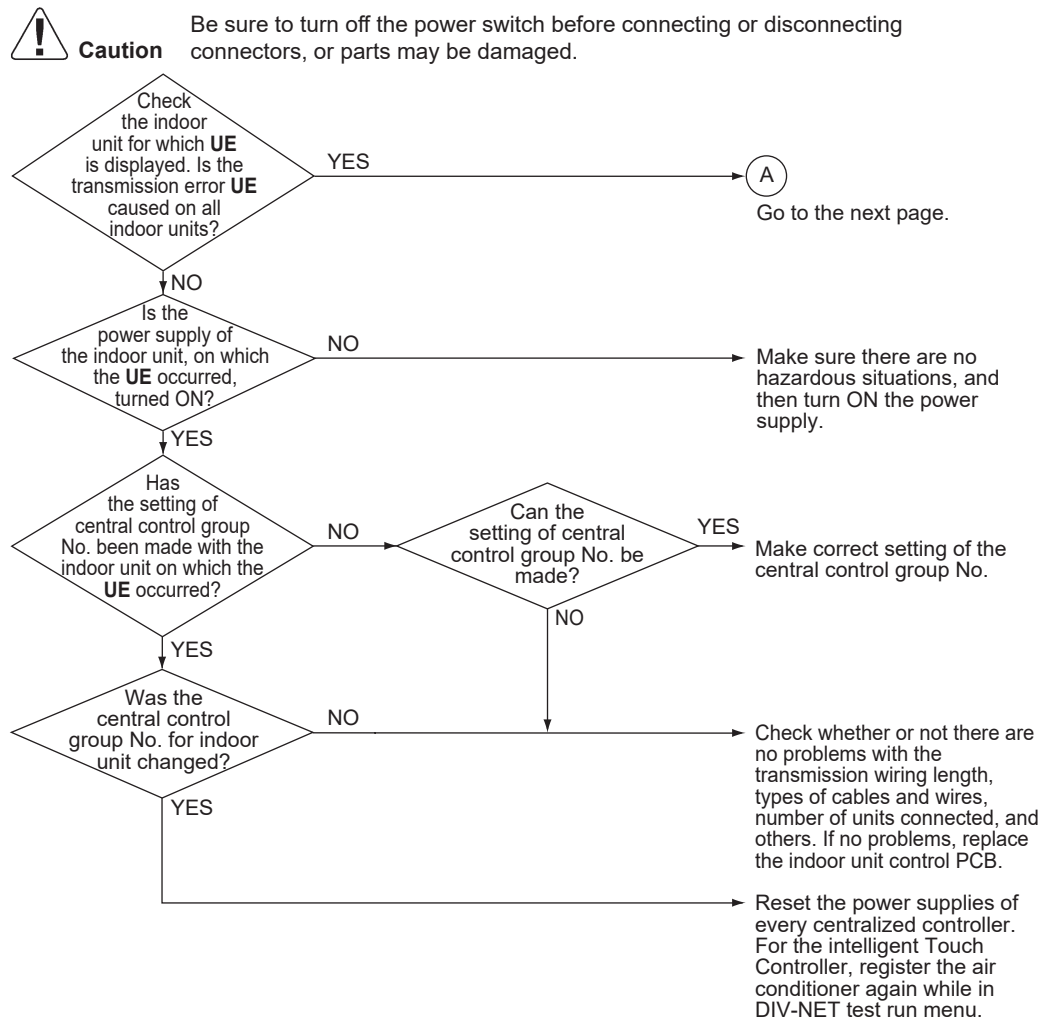 Be sure to turn off the power switch before connecting or disconnecting
Caution
connectors, or parts may be damaged.
Check
the indoor
unit for which UE
is displayed. Is the
transmission error UE
caused on all
indoor units?
YES
A
Go to the next page.
NO
Is the
power supply of
the indoor unit, on which
the UE occurred,
turned ON?
NO
Make sure there are no
hazardous situations, and
then turn ON the power
supply.
YES
Has
the setting of
central control group
No. been made with the
indoor unit on which the
UE occurred?
NO
Can the
setting of central
control group No. be
made?
YES
Make correct setting of the
central control group No.
NO
YES
Was the
central control
group No. for indoor
unit changed?
NO
Check whether or not there are
no problems with the
transmission wiring length,
types of cables and wires,
number of units connected, and
others. If no problems, replace
the indoor unit control PCB.
YES
Reset the power supplies of
every centralized controller.
For the intelligent Touch
Controller, register the air
conditioner again while in
DIV-NET test run menu.